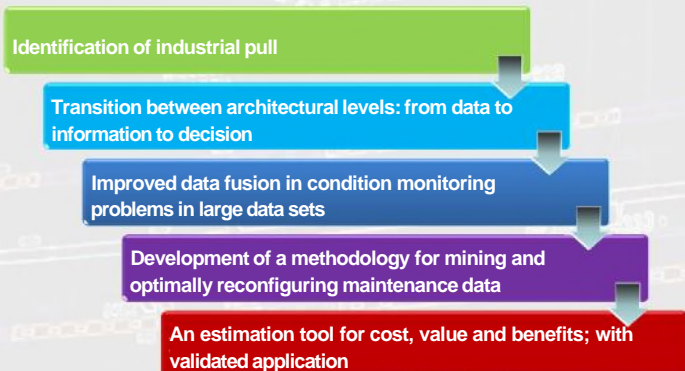 Identification of industrial pull
Transition between architectural levels: from data to
information to decision
Improved data fusion in condition monitoring
problems in large data sets
Development of a methodology for mining and
optimally reconfiguring maintenance data
An estimation tool for cost, value and benefits; with
validated application